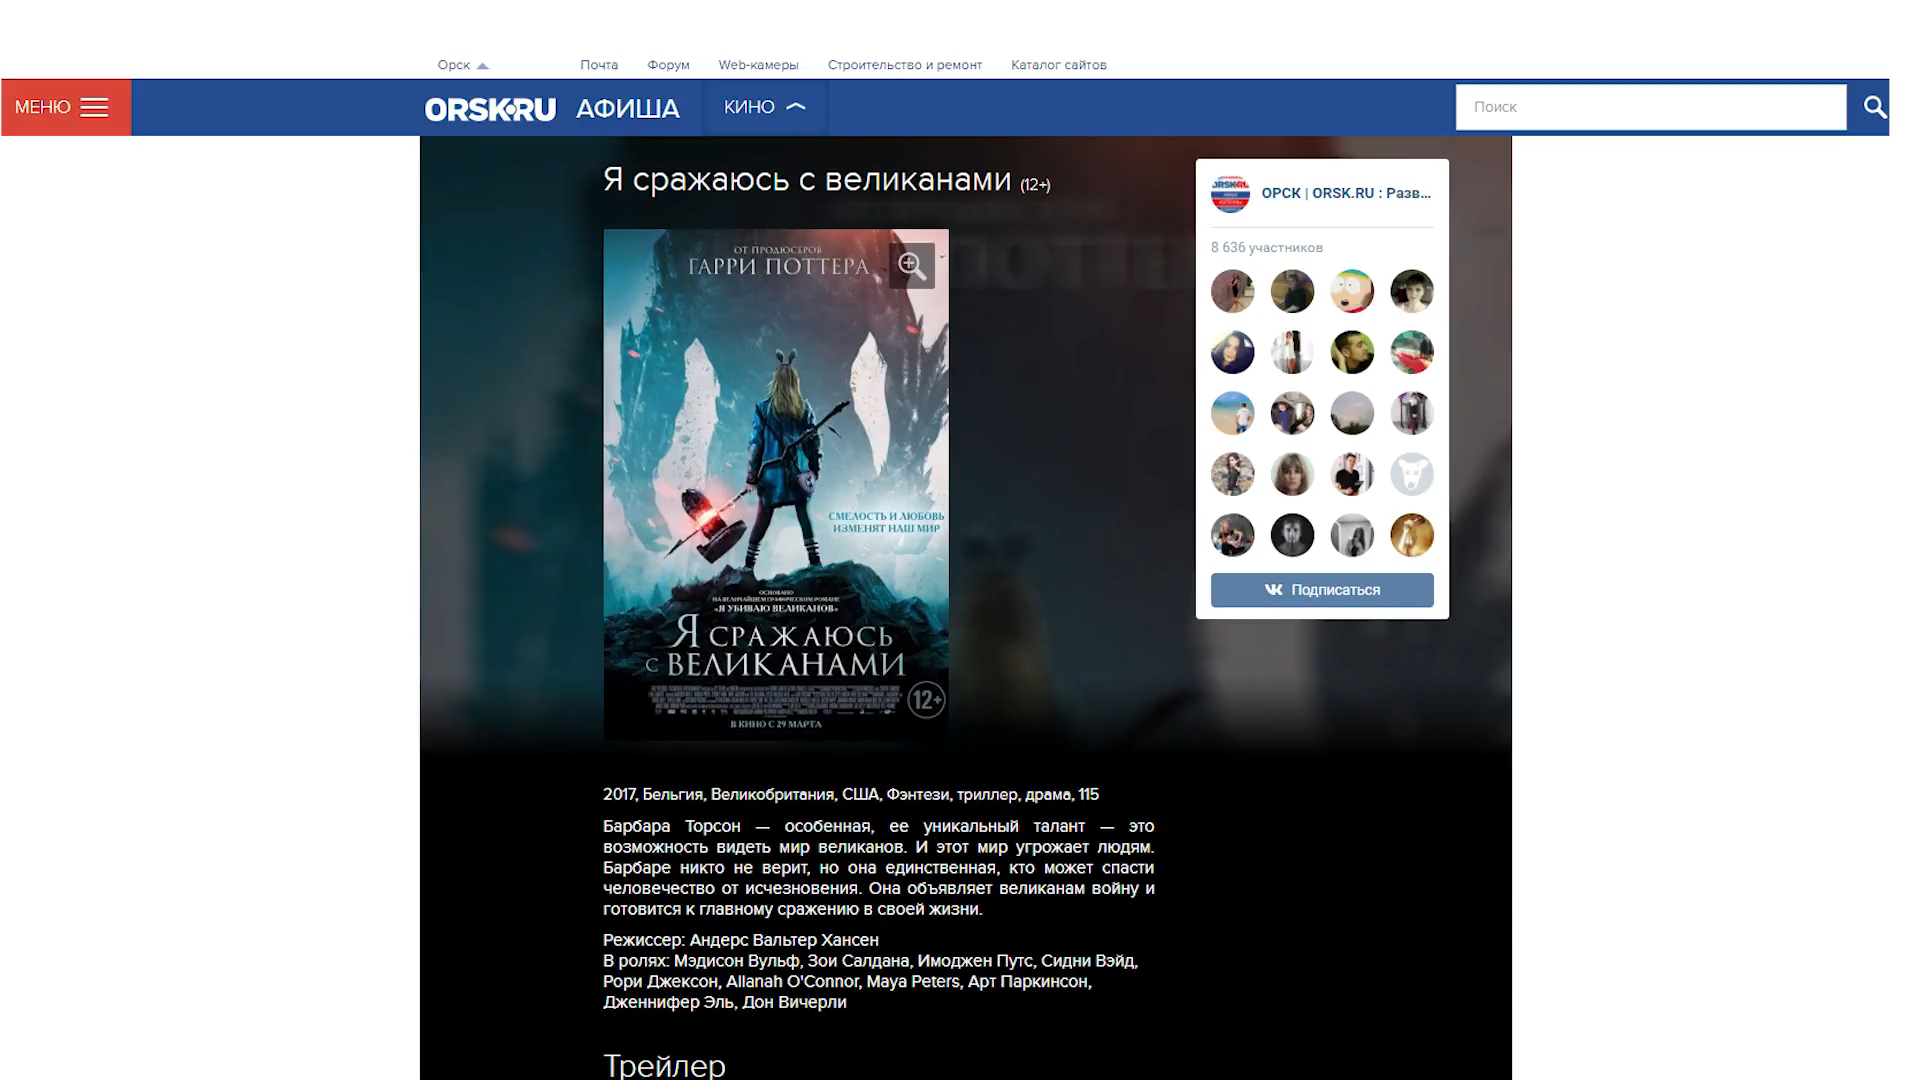 Орск
Почта Форум Web-камеры Строительство и ремонт Каталог сайтов
МЕНЮ
ORSK.RU АФИША КИНО
Поиск
Я сражаюсь с великанами (12+)
ОТ ПРОДЮСЕРОВ
ГАРРИ ПОТТЕРА
СМЕЛОСТЬ И ЛЮБОВЬ
ИЗМЕНЯТ НАШ МИР
ОСНОВАНО
НА ВЕЛИЧАЙШЕМ ГРАФИЧЕСКОМ РОМАНЕ
«Я УБИВАЮ ВЕЛИКАНОВ»
Я СРАЖАЮСЬ
С ВЕЛИКАНАМИ
12+
В КИНО С 29 МАРТА
ОРСК | ORSK.RU : Разв...
8 636 участников
Подписаться
2017, Бельгия, Великобритания, США, Фэнтези, триллер, драма, 115
Барбара Торсон — особенная, ее уникальный талант — это
возможность видеть мир великанов. И этот мир угрожает людям.
Барбаре никто не верит, но она единственная, кто может спасти
человечество от исчезновения. Она объявляет великанам войну и
готовится к главному сражению в своей жизни.
Режиссер: Андерс Вальтер Хансен
В ролях: Мэдисон Вульф, Зои Салдана, Имоджен Путс, Сидни Вэйд,
Рори Джексон, Allanah O'Connor, Maya Peters, Арт Паркинсон,
Дженнифер Эль, Дон Вичерли
Трейлер